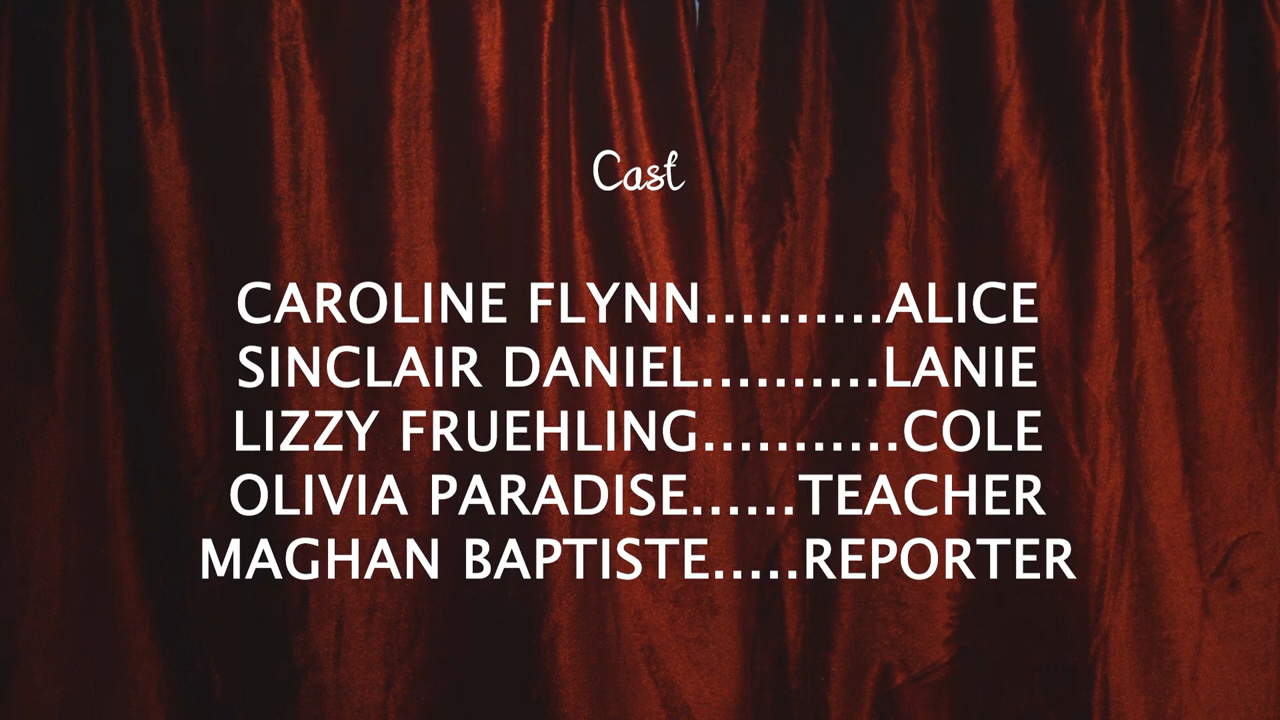 Cast
CAROLINE FLYNN..........ALICE
SINCLAIR DANIEL..........LANIE
LIZZY FRUEHLING...........COLE
OLIVIA PARADISE......TEACHER
MAGHAN BAPTISTE.....REPORTER